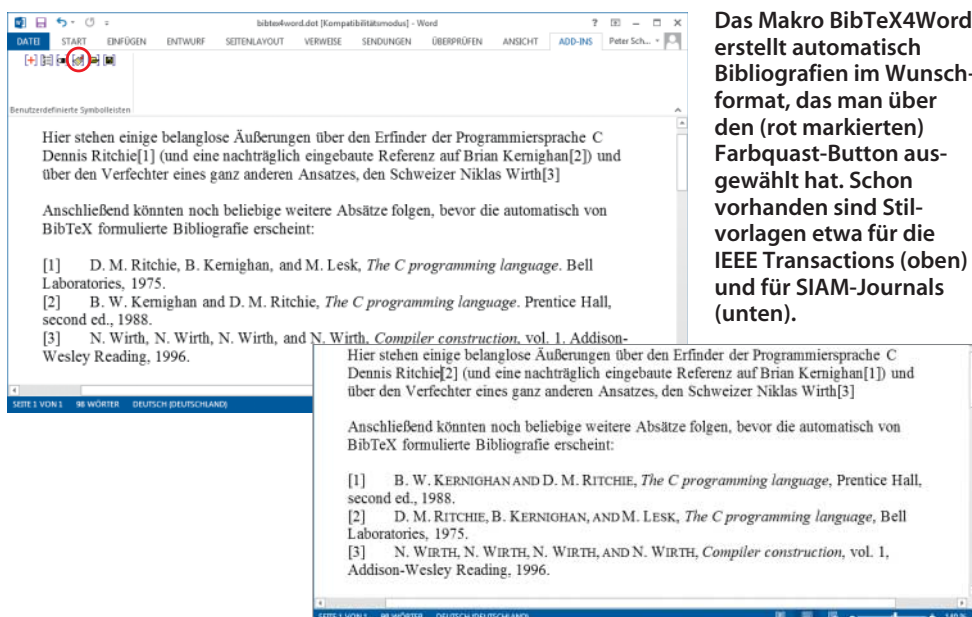 bibtex4word.dot [Kompatibilitätsmodus] - Word
DATEI START EINFÜGEN ENTWURF SEITENLAYOUT VERWEISE SENDUNGEN ÜBERPRÜFEN ANSICHT ADD-INS Peter Sch...
Benutzerdefinierte Symbolleisten
Hier stehen einige belanglose Äußerungen über den Erfinder der Programmiersprache C
Dennis Ritchie[1] (und eine nachträglich eingebaute Referenz auf Brian Kernighan[2]) und
über den Verfechter eines ganz anderen Ansatzes, den Schweizer Niklas Wirth[3]
Anschließend könnten noch beliebige weitere Absätze folgen, bevor die automatisch von
BibTeX formulierte Bibliografie erscheint:
[1] D. M. Ritchie, B. Kernighan, and M. Lesk, The C programming language. Bell
Laboratories, 1975.
[2] B. W. Kernighan and D. M. Ritchie, The C programming language. Prentice Hall,
second ed., 1988.
[3] N. Wirth, N. Wirth, N. Wirth, and N. Wirth, Compiler construction, vol. 1. Addison-
Wesley Reading, 1996.
SEITE 1 VON 1 98 WÖRTER DEUTSCH (DEUTSCHLAND)
Das Makro BibTeX4Word
erstellt automatisch
Bibliografien im Wunsch-
format, das man über
den (rot markierten)
Farbquast-Button aus-
gewählt hat. Schon
vorhanden sind Stil-
vorlagen etwa für die
IEEE Transactions (oben)
und für SIAM-Journals
(unten).
Hier stehen einige belanglose Äußerungen über den Erfinder der Programmiersprache C
Dennis Ritchie[2] (und eine nachträglich eingebaute Referenz auf Brian Kernighan[1]) und
über den Verfechter eines ganz anderen Ansatzes, den Schweizer Niklas Wirth[3]
Anschließend könnten noch beliebige weitere Absätze folgen, bevor die automatisch von
BibTeX formulierte Bibliografie erscheint:
[1] B. W. KERNIGHAN AND D. M. RITCHIE, The C programming language, Prentice Hall,
second ed., 1988.
[2] D. M. RITCHIE, B. KERNIGHAN, AND M. LESK, The C programming language, Bell
Laboratories, 1975.
[3] N. WIRTH, N. WIRTH, N. WIRTH, AND N. WIRTH, Compiler construction, vol. 1,
Addison-Wesley Reading, 1996.
SEITE 1 VON 1 98 WÖRTER DEUTSCH (DEUTSCHLAND) 140 %